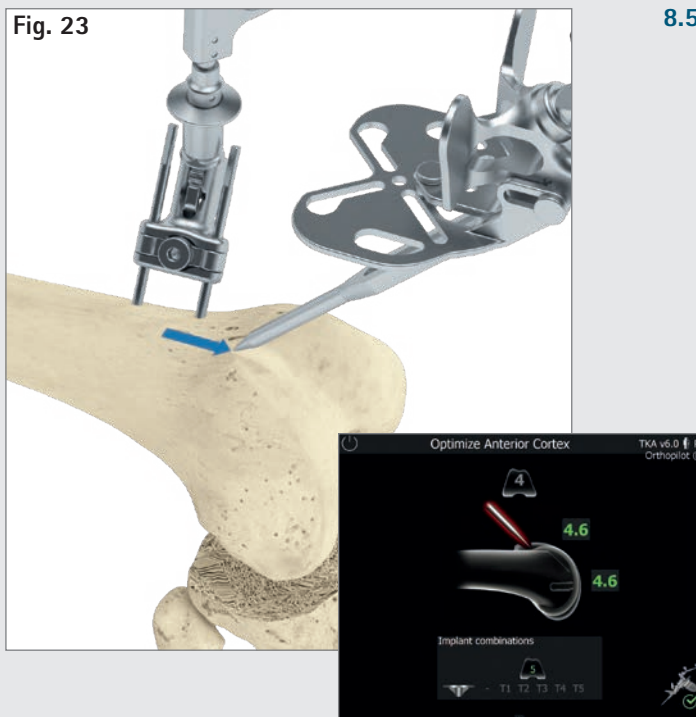 Fig. 23
8.5
Optimize Anterior Cortex
TKA v6.0
Orthopilot
4
4.6
4.6
Implant combinations
5
- T1 T2 T3 T4 T5